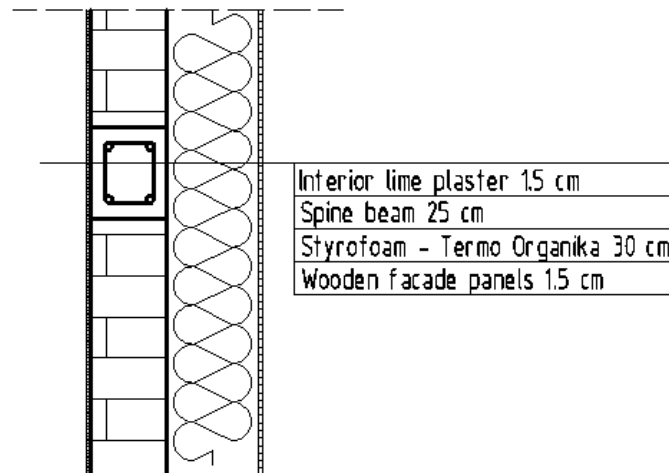 Interior lime plaster 1.5 cm
Spine beam 25 cm
Styrofoam - Termo Organika 30 cm
Wooden facade panels 1.5 cm